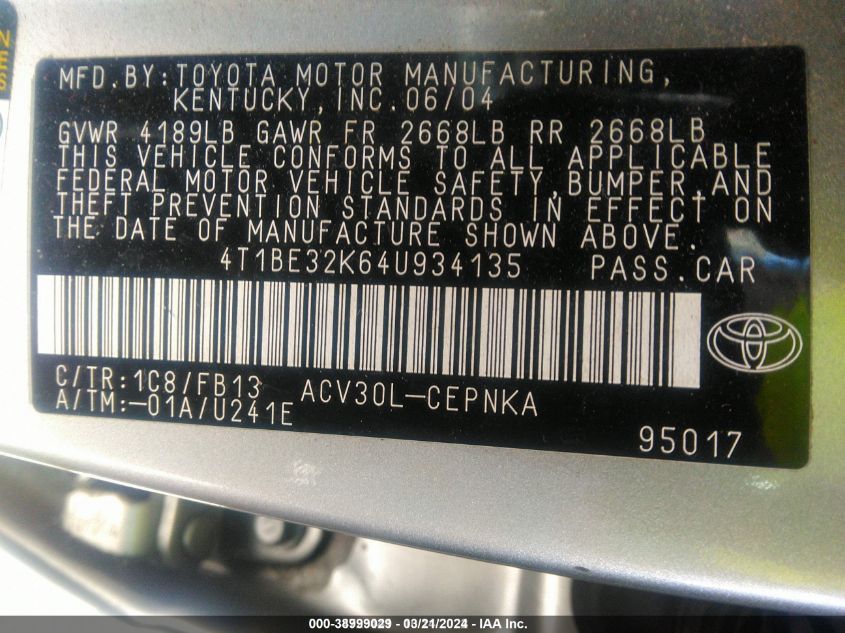 MFD.BY:TOYOTA MOTOR MANUFACTURING,
KENTUCKY,INC.06/04
GVWR 4189LB GAWR FR 2668LB RR 2668LB
THIS VEHICLE CONFORMS TO ALL APPLICABLE
FEDERAL MOTOR VEHICLE SAFETY,BUMPER,AND
THEFT PREVENTION STANDARDS IN EFFECT ON
THE DATE OF MANUFACTURE SHOWN ABOVE.
4T1BE32K64U934135 PASS.CAR
C/TR:1C8/FB13 ACV30L-CEPNKA
A/TM:-01A/U241E
95017
000-38999029 - 03/21/2024 - IAA Inc.